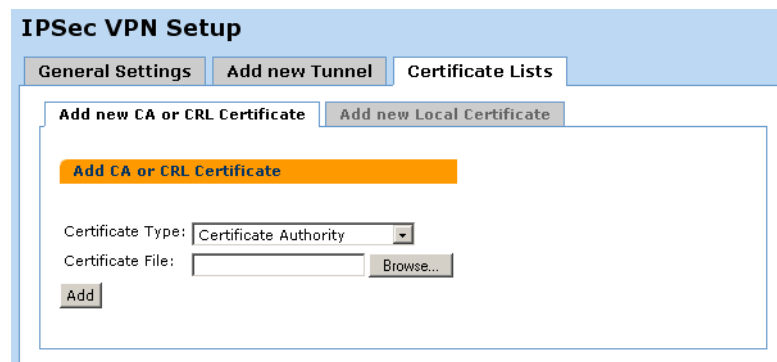 IPSec VPN Setup
General Settings Add new Tunnel Certificate Lists
Add new CA or CRL Certificate Add new Local Certificate
Add CA or CRL Certificate
Certificate Type: Certificate Authority
Certificate File: Browse...
Add